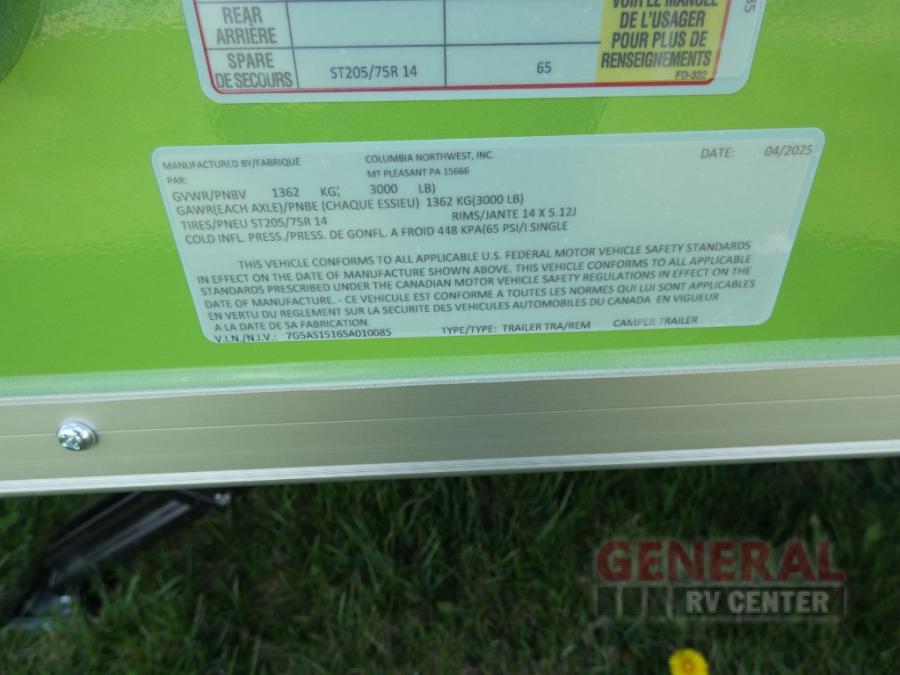 REAR
ARRIÈRE
SPARE
DE SECOURS
ST205/75R 14
65
VOIR LE MANUEL
DE L'USAGER
POUR PLUS DE
RENSEIGNEMENTS
FD-332
MANUFACTURED BY/FABRIQUE COLUMBIA NORTHWEST, INC. DATE: 04/2025
PAR: MT PLEASANT PA 15666
GVWR/PNBV 1362 KG; 3000 LB)
GAWR(EACH AXLE)/PNBE (CHAQUE ESSIEU) 1362 KG(3000 LB)
TIRES/PNEU ST205/75R 14 RIMS/JANTE 14 X 5.12J
COLD INFL. PRESS./PRESS. DE GONFL. A FROID 448 KPA(65 PSI/I SINGLE
THIS VEHICLE CONFORMS TO ALL APPLICABLE U.S. FEDERAL MOTOR VEHICLE SAFETY STANDARDS
IN EFFECT ON THE DATE OF MANUFACTURE SHOWN ABOVE. THIS VEHICLE CONFORMS TO ALL APPLICABLE
STANDARDS PRESCRIBED UNDER THE CANADIAN MOTOR VEHICLE SAFETY REGULATIONS IN EFFECT ON THE
DATE OF MANUFACTURE. - CE VEHICULE EST CONFORME A TOUTES LES NORMES QUI LUI SONT APPLICABLES
EN VERTU DU REGLEMENT SUR LA SECURITE DES VEHICULES AUTOMOBILES DU CANADA EN VIGUEUR
A LA DATE DE SA FABRICATION.
V.I.N./N.I.V.: 7G5AS15165A010085 TYPE/TYPE: TRAILER TRA/REM CAMPER TRAILER
GENERAL
RV CENTER